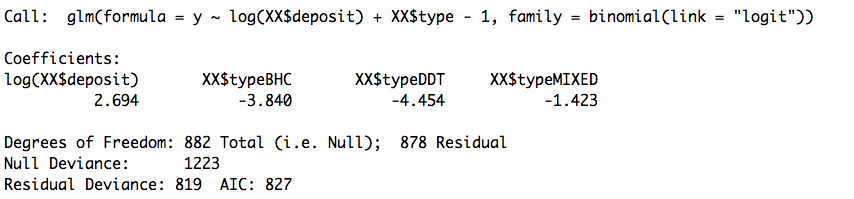 Call:  glm(formula = y ~ log(XX$deposit) + XX$type - 1, family = binomial(link = "logit"))
Coefficients:
log(XX$deposit)       XX$typeBHC       XX$typeDDT     XX$typeMIXED
2.694           -3.840           -4.454           -1.423
Degrees of Freedom: 882 Total (i.e. Null);  878 Residual
Null Deviance:      1223
Residual Deviance: 819  AIC: 827